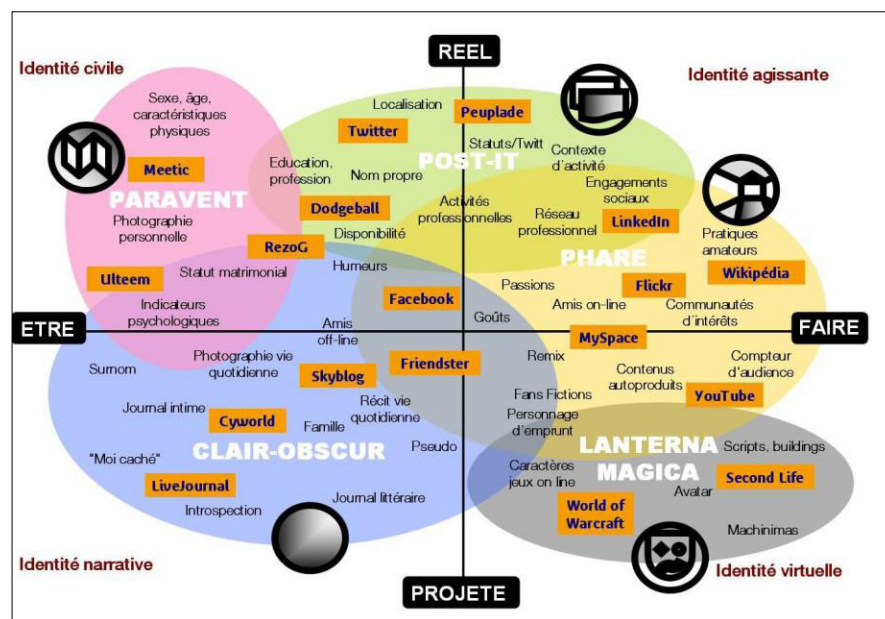 REEL
Identité civile
Identité agissante
Sexe, âge,
caractéristiques
physiques
Localisation
Peuplade
Twitter
Statuts/Twitt
Meetic
Education,
profession
POST-IT
Contexte
d'activité
Nom propre
Engagements
sociaux
PARAVENT
Dodgeball
Activités
professionnelles
Réseau
professionnel
LinkedIn
Photographie
personnelle
Disponibilité
Pratiques
amateurs
RezoG
PHARE
Humeurs
Wikipédia
Ulteem
Statut matrimonial
Passions
Flickr
Facebook
Amis on-line
Communautés
d'intérêts
Indicateurs
psychologiques
Goûts
ETRE
Amis
off-line
MySpace
FAIRE
Surnom
Photographie vie
quotidienne
Friendster
Remix
Compteur
d'audience
Skyblog
Contenus
autoproduits
YouTube
Journal intime
Récit vie
quotidienne
Fans Fictions
Cyworld
Famille
Personnage
d'emprunt
CLAIR-OBSCUR
Pseudo
LANTERNA
MAGICA
Scripts, buildings
"Moi caché"
Caractères
jeux on line
Second Life
LiveJournal
Journal littéraire
Avatar
Introspection
World of
Warcraft
Machinimas
Identité narrative
Identité virtuelle
PROJETE